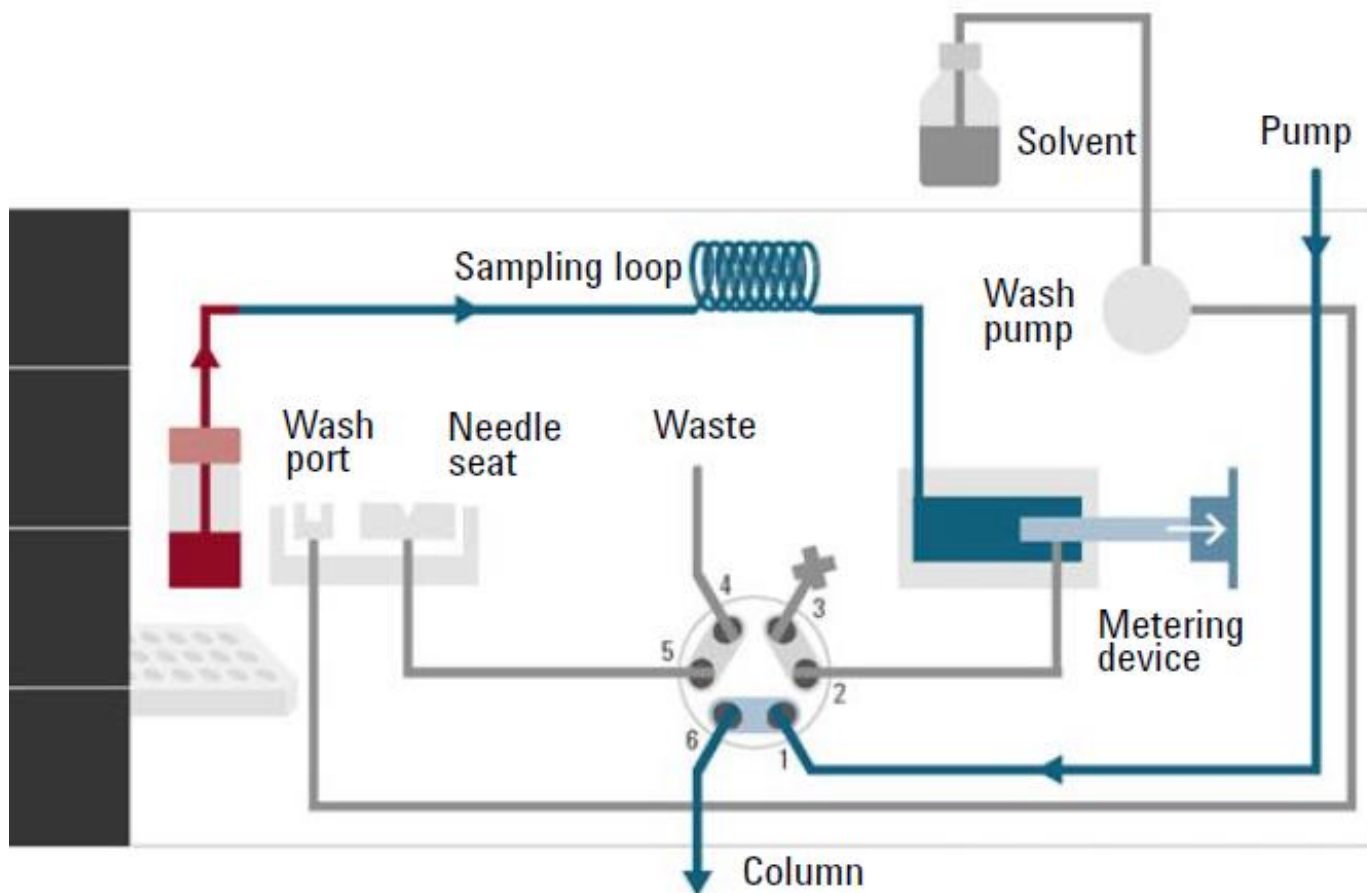 Solvent
Pump
Sampling loop
Wash
pump
Wash
port
Needle
seat
Waste
4
3
5
2
6
1
Metering
device
Column